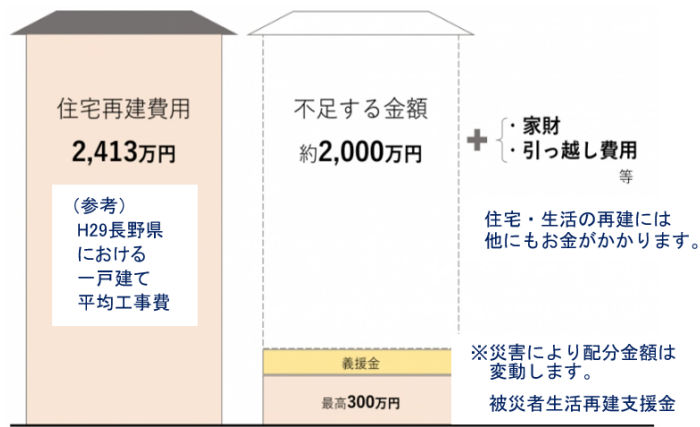 住宅再建費用
2,413万円
（参考）
H29長野県
における
一戸建て
平均工事費
不足する金額
約2,000万円
＋
・家財
・引っ越し費用
等
住宅・生活の再建には
他にもお金がかかります。
義援金
※災害により配分金額は
変動します。
最高300万円
被災者生活再建支援金